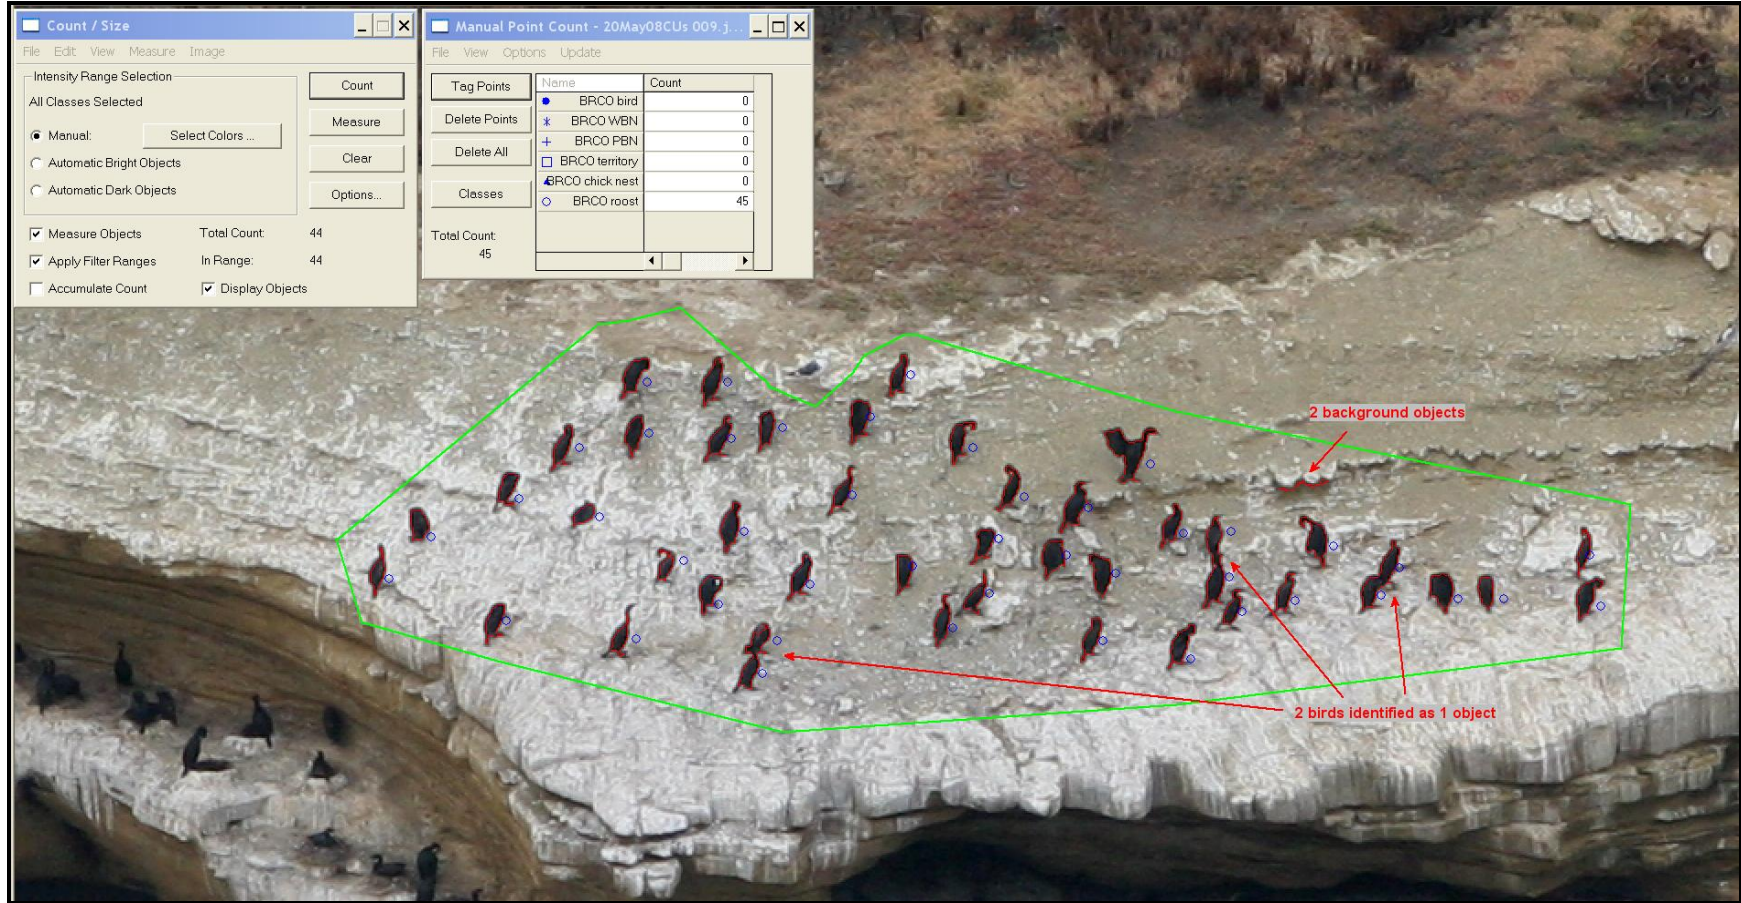 Count / Size
File Edit View Measure Image
Intensity Range Selection
All Classes Selected
Manual:
Select Colors ...
Automatic Bright Objects
Automatic Dark Objects
Count
Measure
Clear
Options...
Measure Objects
Total Count: 44
Apply Filter Ranges
In Range: 44
Accumulate Count
Display Objects
Manual Point Count - 20May08CUs 009.j...
File View Options Update
Tag Points
Delete Points
Delete All
Classes
Total Count:
45
Name Count
BRCO bird 0
BRCO WBN 0
BRCO PBN 0
BRCO territory 0
BRCO chick nest 0
BRCO roost 45
2 background objects
2 birds identified as 1 object